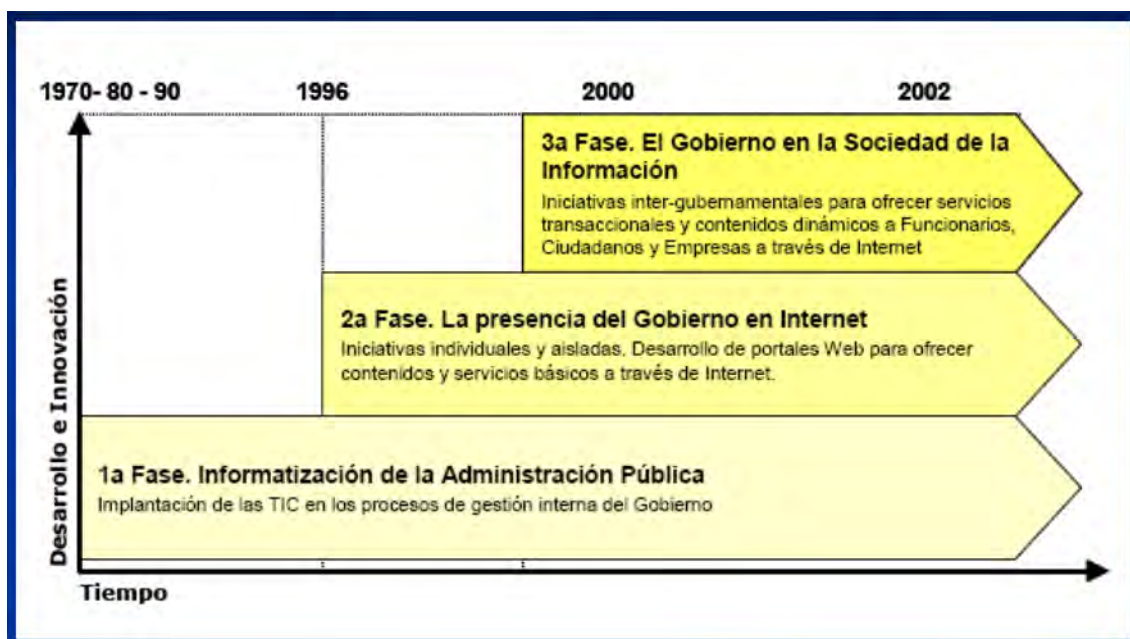 1970- 80 - 90 1996 2000 2002
3a Fase. El Gobierno en la Sociedad de la
Información
Iniciativas inter-gubernamentales para ofrecer servicios
transaccionales y contenidos dinámicos a Funcionarios,
Ciudadanos y Empresas a través de Internet
2a Fase. La presencia del Gobierno en Internet
Iniciativas individuales y aisladas. Desarrollo de portales Web para ofrecer
contenidos y servicios básicos a través de Internet.
1a Fase. Informatización de la Administración Pública
Implantación de las TIC en los procesos de gestión interna del Gobierno
Desarrollo e Innovación
Tiempo